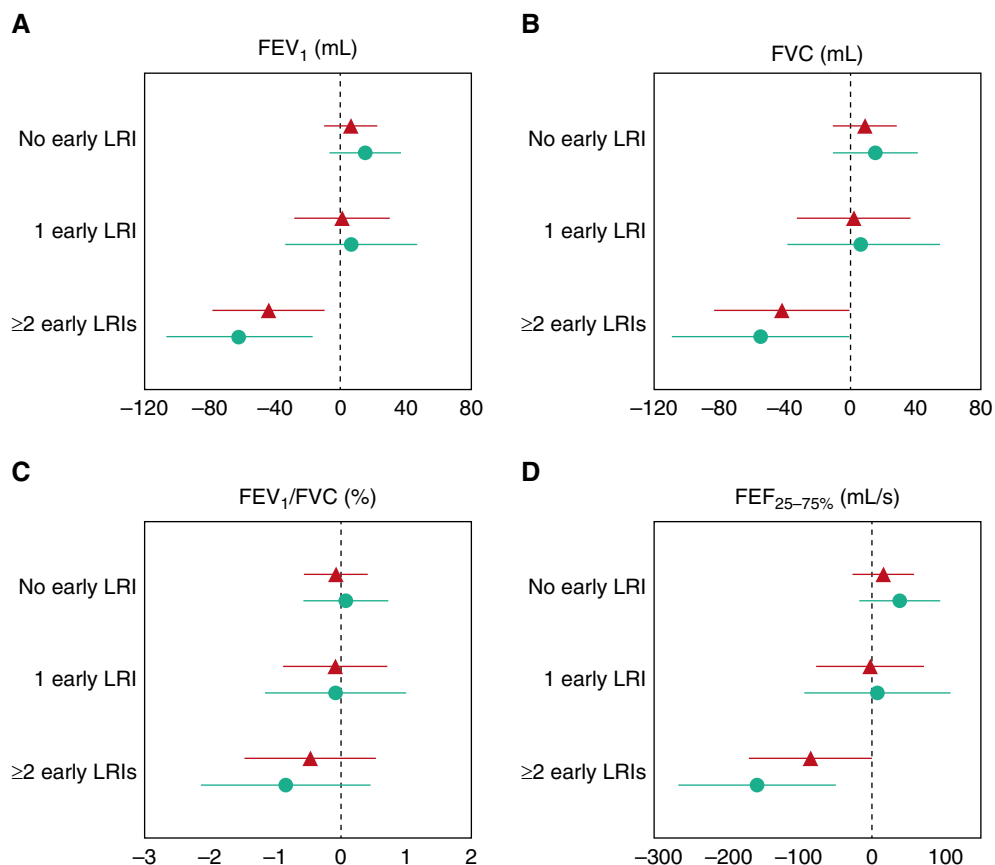 A
FEV₁ (mL)
No early LRI
1 early LRI
≥2 early LRIs
−120 −80 −40 0 40 80
B
FVC (mL)
No early LRI
1 early LRI
≥2 early LRIs
−120 −80 −40 0 40 80
C
FEV₁/FVC (%)
No early LRI
1 early LRI
≥2 early LRIs
−3 −2 −1 0 1 2
D
FEF₂₅₋₇₅% (mL/s)
No early LRI
1 early LRI
≥2 early LRIs
−300 −200 −100 0 100